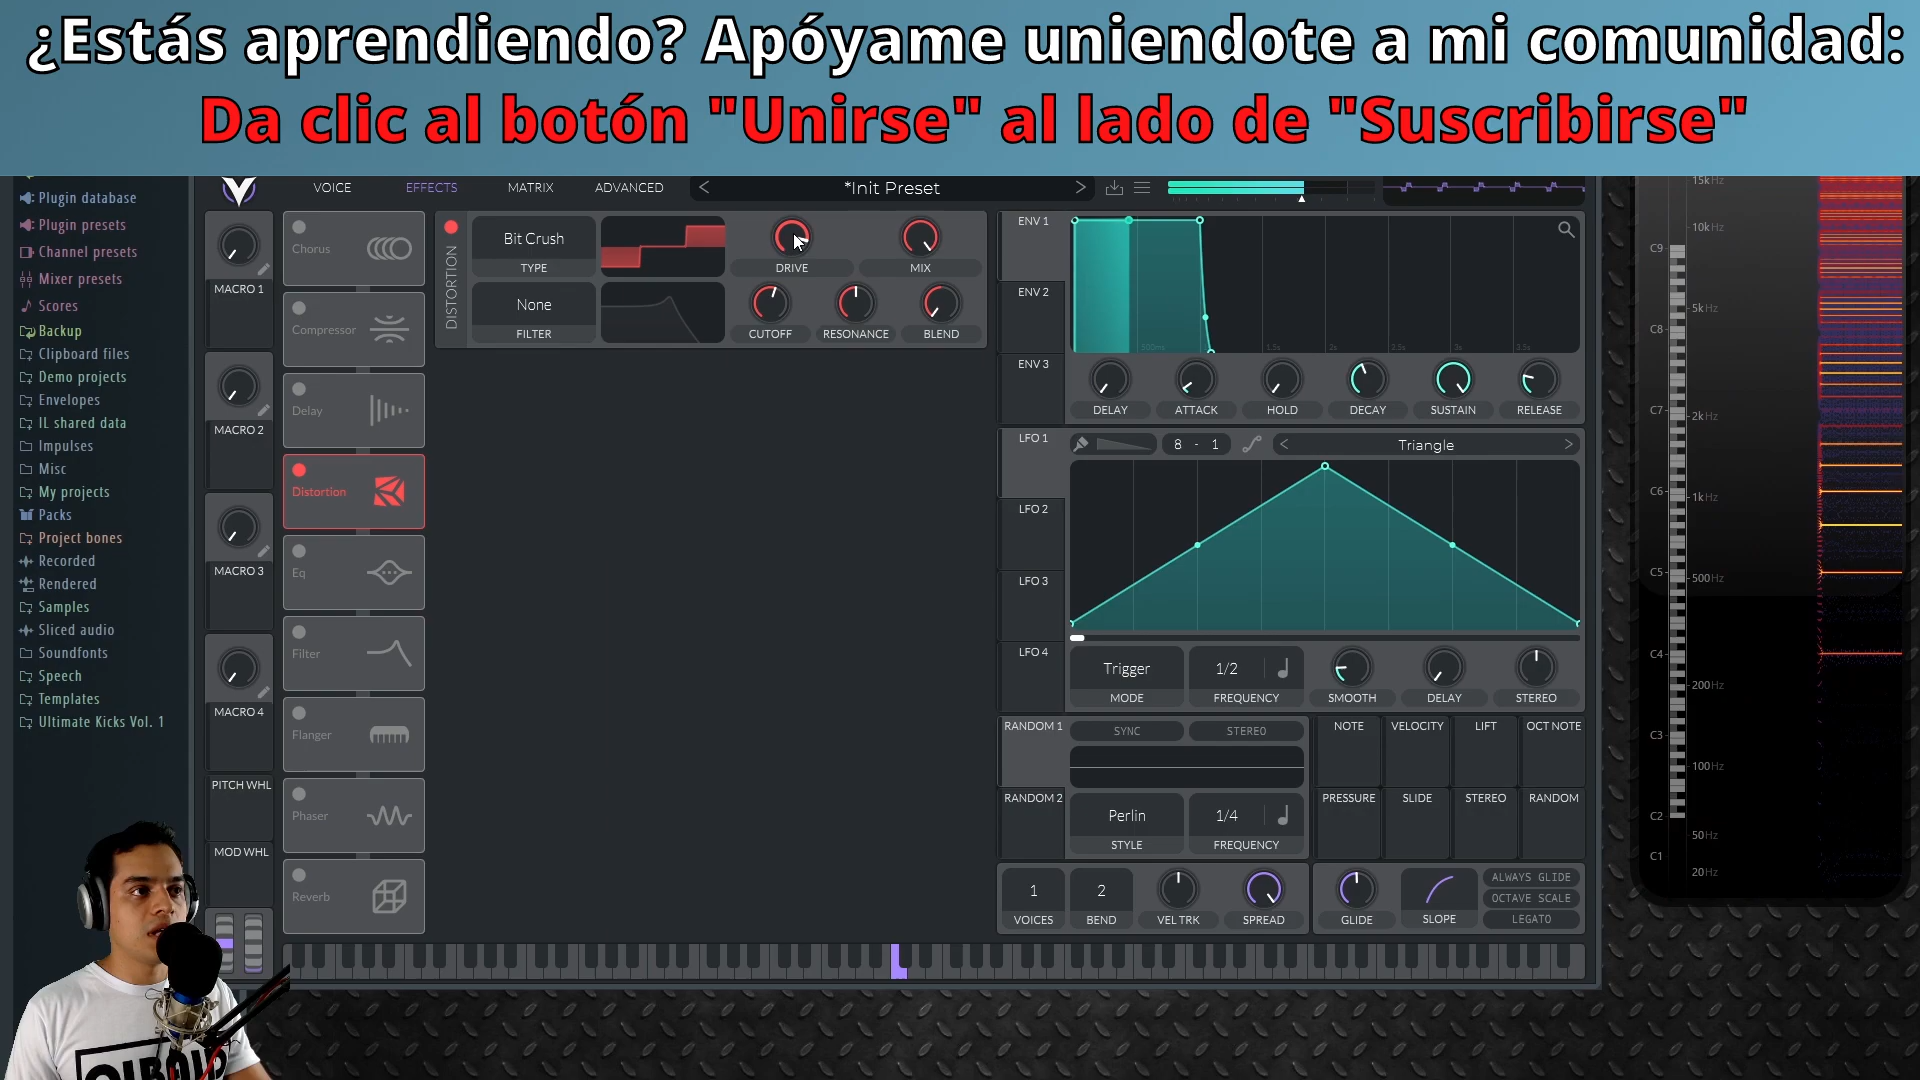 ¿Estás aprendiendo? Apóyame uniendote a mi comunidad:
Da clic al botón "Unirse" al lado de "Suscribirse"
Plugin database
Plugin presets
Channel presets
Mixer presets
Scores
Backup
Clipboard files
Demo projects
Envelopes
IL shared data
Impulses
Misc
My projects
Packs
Project bones
Recorded
Rendered
Samples
Sliced audio
Soundfonts
Speech
Templates
Ultimate Kicks Vol. 1
VOICE EFFECTS MATRIX ADVANCED *Init Preset
MACRO 1
MACRO 2
MACRO 3
MACRO 4
PITCH WHL
MOD WHL
Chorus
Compressor
Delay
Distortion
Eq
Filter
Flanger
Phaser
Reverb
DISTORTION
Bit Crush
TYPE DRIVE MIX
None
FILTER CUTOFF RESONANCE BLEND
ENV 1
ENV 2
ENV 3
500ms 1.5s 2s 2.5s 3s 3.5s
DELAY ATTACK HOLD DECAY SUSTAIN RELEASE
LFO 1 8 - 1 Triangle
LFO 2
LFO 3
LFO 4
Trigger 1/2
MODE FREQUENCY SMOOTH DELAY STEREO
RANDOM 1 SYNC STEREO
RANDOM 2 Perlin 1/4
STYLE FREQUENCY
NOTE VELOCITY LIFT OCT NOTE
PRESSURE SLIDE STEREO RANDOM
1 2
VOICES BEND VEL TRK SPREAD GLIDE SLOPE
ALWAYS GLIDE
OCTAVE SCALE
LEGATO
15kHz
10kHz
C9
5kHz
C8
C7
2kHz
C6
1kHz
C5
500Hz
C4
200Hz
C3
100Hz
C2
50Hz
C1
20Hz